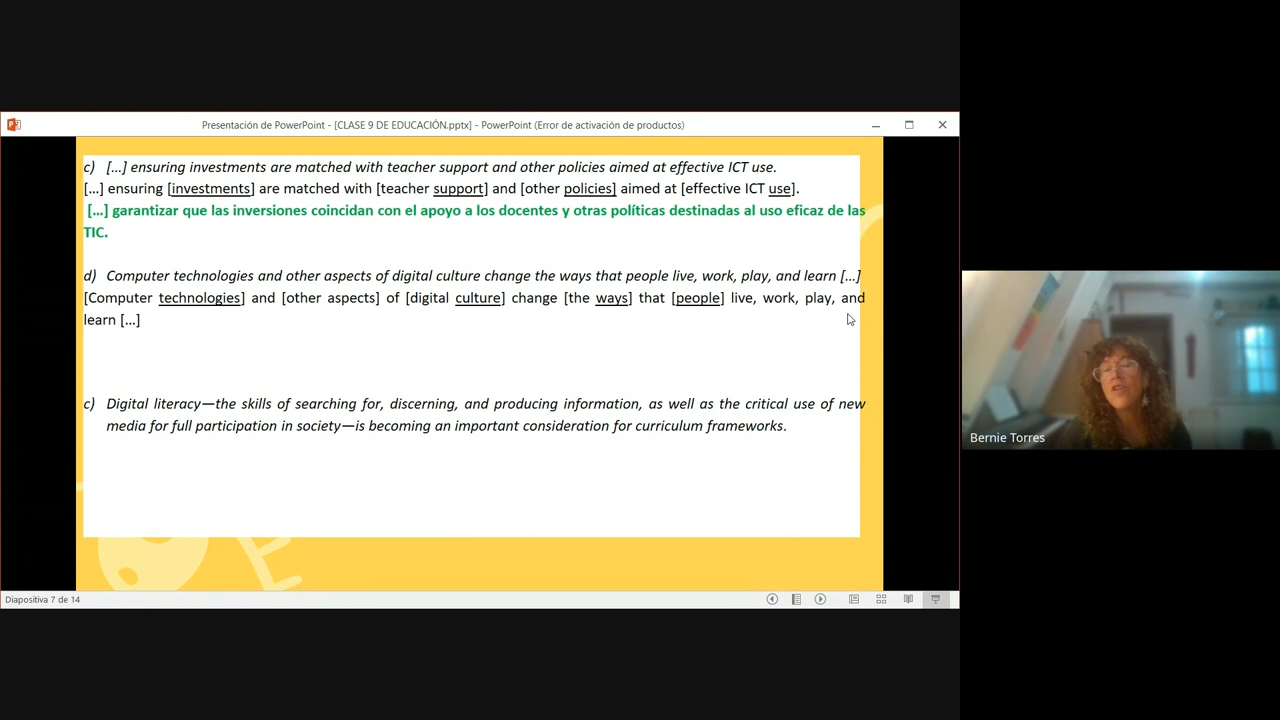 Presentación de PowerPoint - [CLASE 9 DE EDUCACIÓN.pptx] - PowerPoint (Error de activación de productos)
c) [...] ensuring investments are matched with teacher support and other policies aimed at effective ICT use.
[...] ensuring [investments] are matched with [teacher support] and [other policies] aimed at [effective ICT use].
[...] garantizar que las inversiones coincidan con el apoyo a los docentes y otras políticas destinadas al uso eficaz de las
TIC.
d) Computer technologies and other aspects of digital culture change the ways that people live, work, play, and learn [...]
[Computer technologies] and [other aspects] of [digital culture] change [the ways] that [people] live, work, play, and
learn [...]
c) Digital literacy—the skills of searching for, discerning, and producing information, as well as the critical use of new
media for full participation in society—is becoming an important consideration for curriculum frameworks.
Bernie Torres
Diapositiva 7 de 14